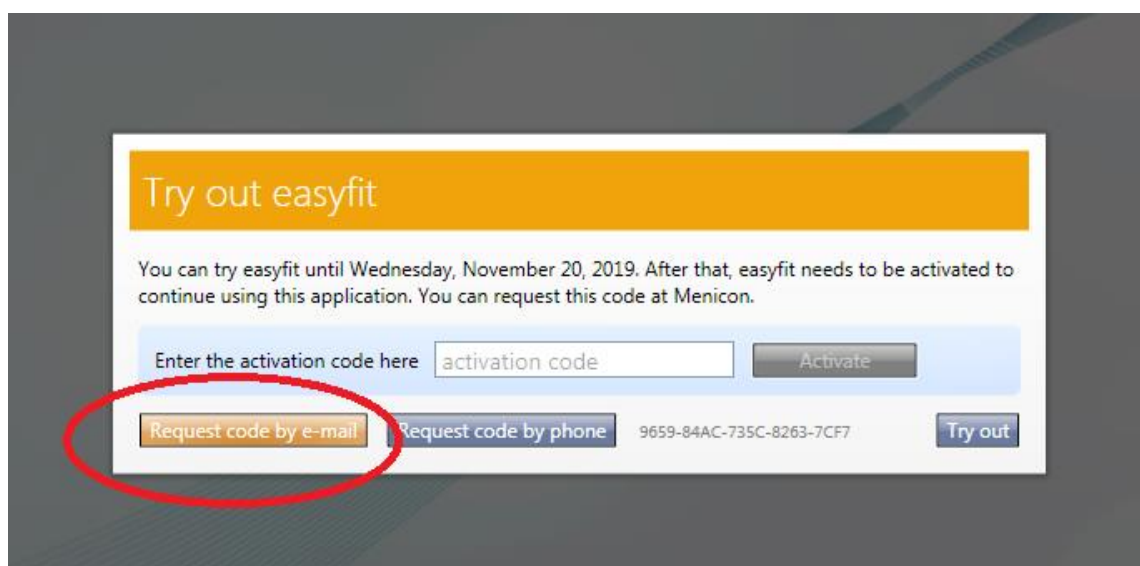 Try out easyfit
You can try easyfit until Wednesday, November 20, 2019. After that, easyfit needs to be activated to
continue using this application. You can request this code at Menicon.
Enter the activation code here activation code Activate
Request code by e-mail Request code by phone 9659-84AC-735C-8263-7CF7 Try out